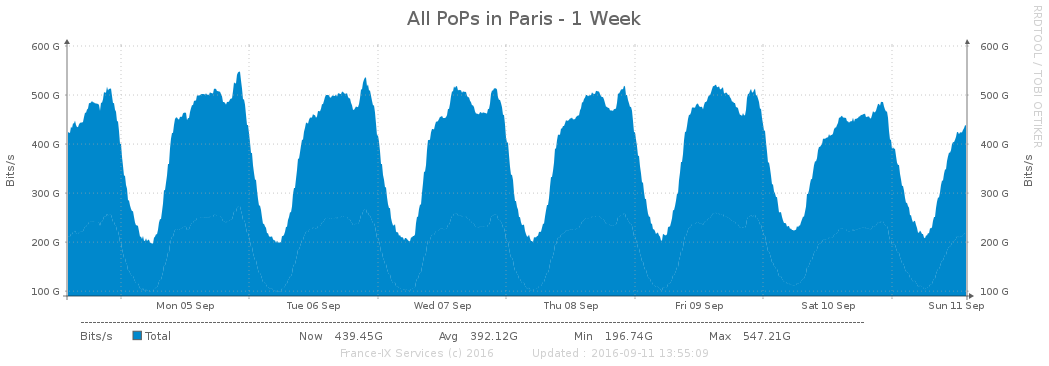 All PoPs in Paris - 1 Week
RRDTOOL / TOBI OETIKER
600 G 600 G
500 G 500 G
400 G 400 G
300 G 300 G
200 G 200 G
100 G 100 G
Bits/s
Bits/s
Mon 05 Sep Tue 06 Sep Wed 07 Sep Thu 08 Sep Fri 09 Sep Sat 10 Sep Sun 11 Sep
Bits/s Total Now 439.45G Avg 392.12G Min 196.74G Max 547.21G
France-IX Services (c) 2016 Updated : 2016-09-11 13:55:09